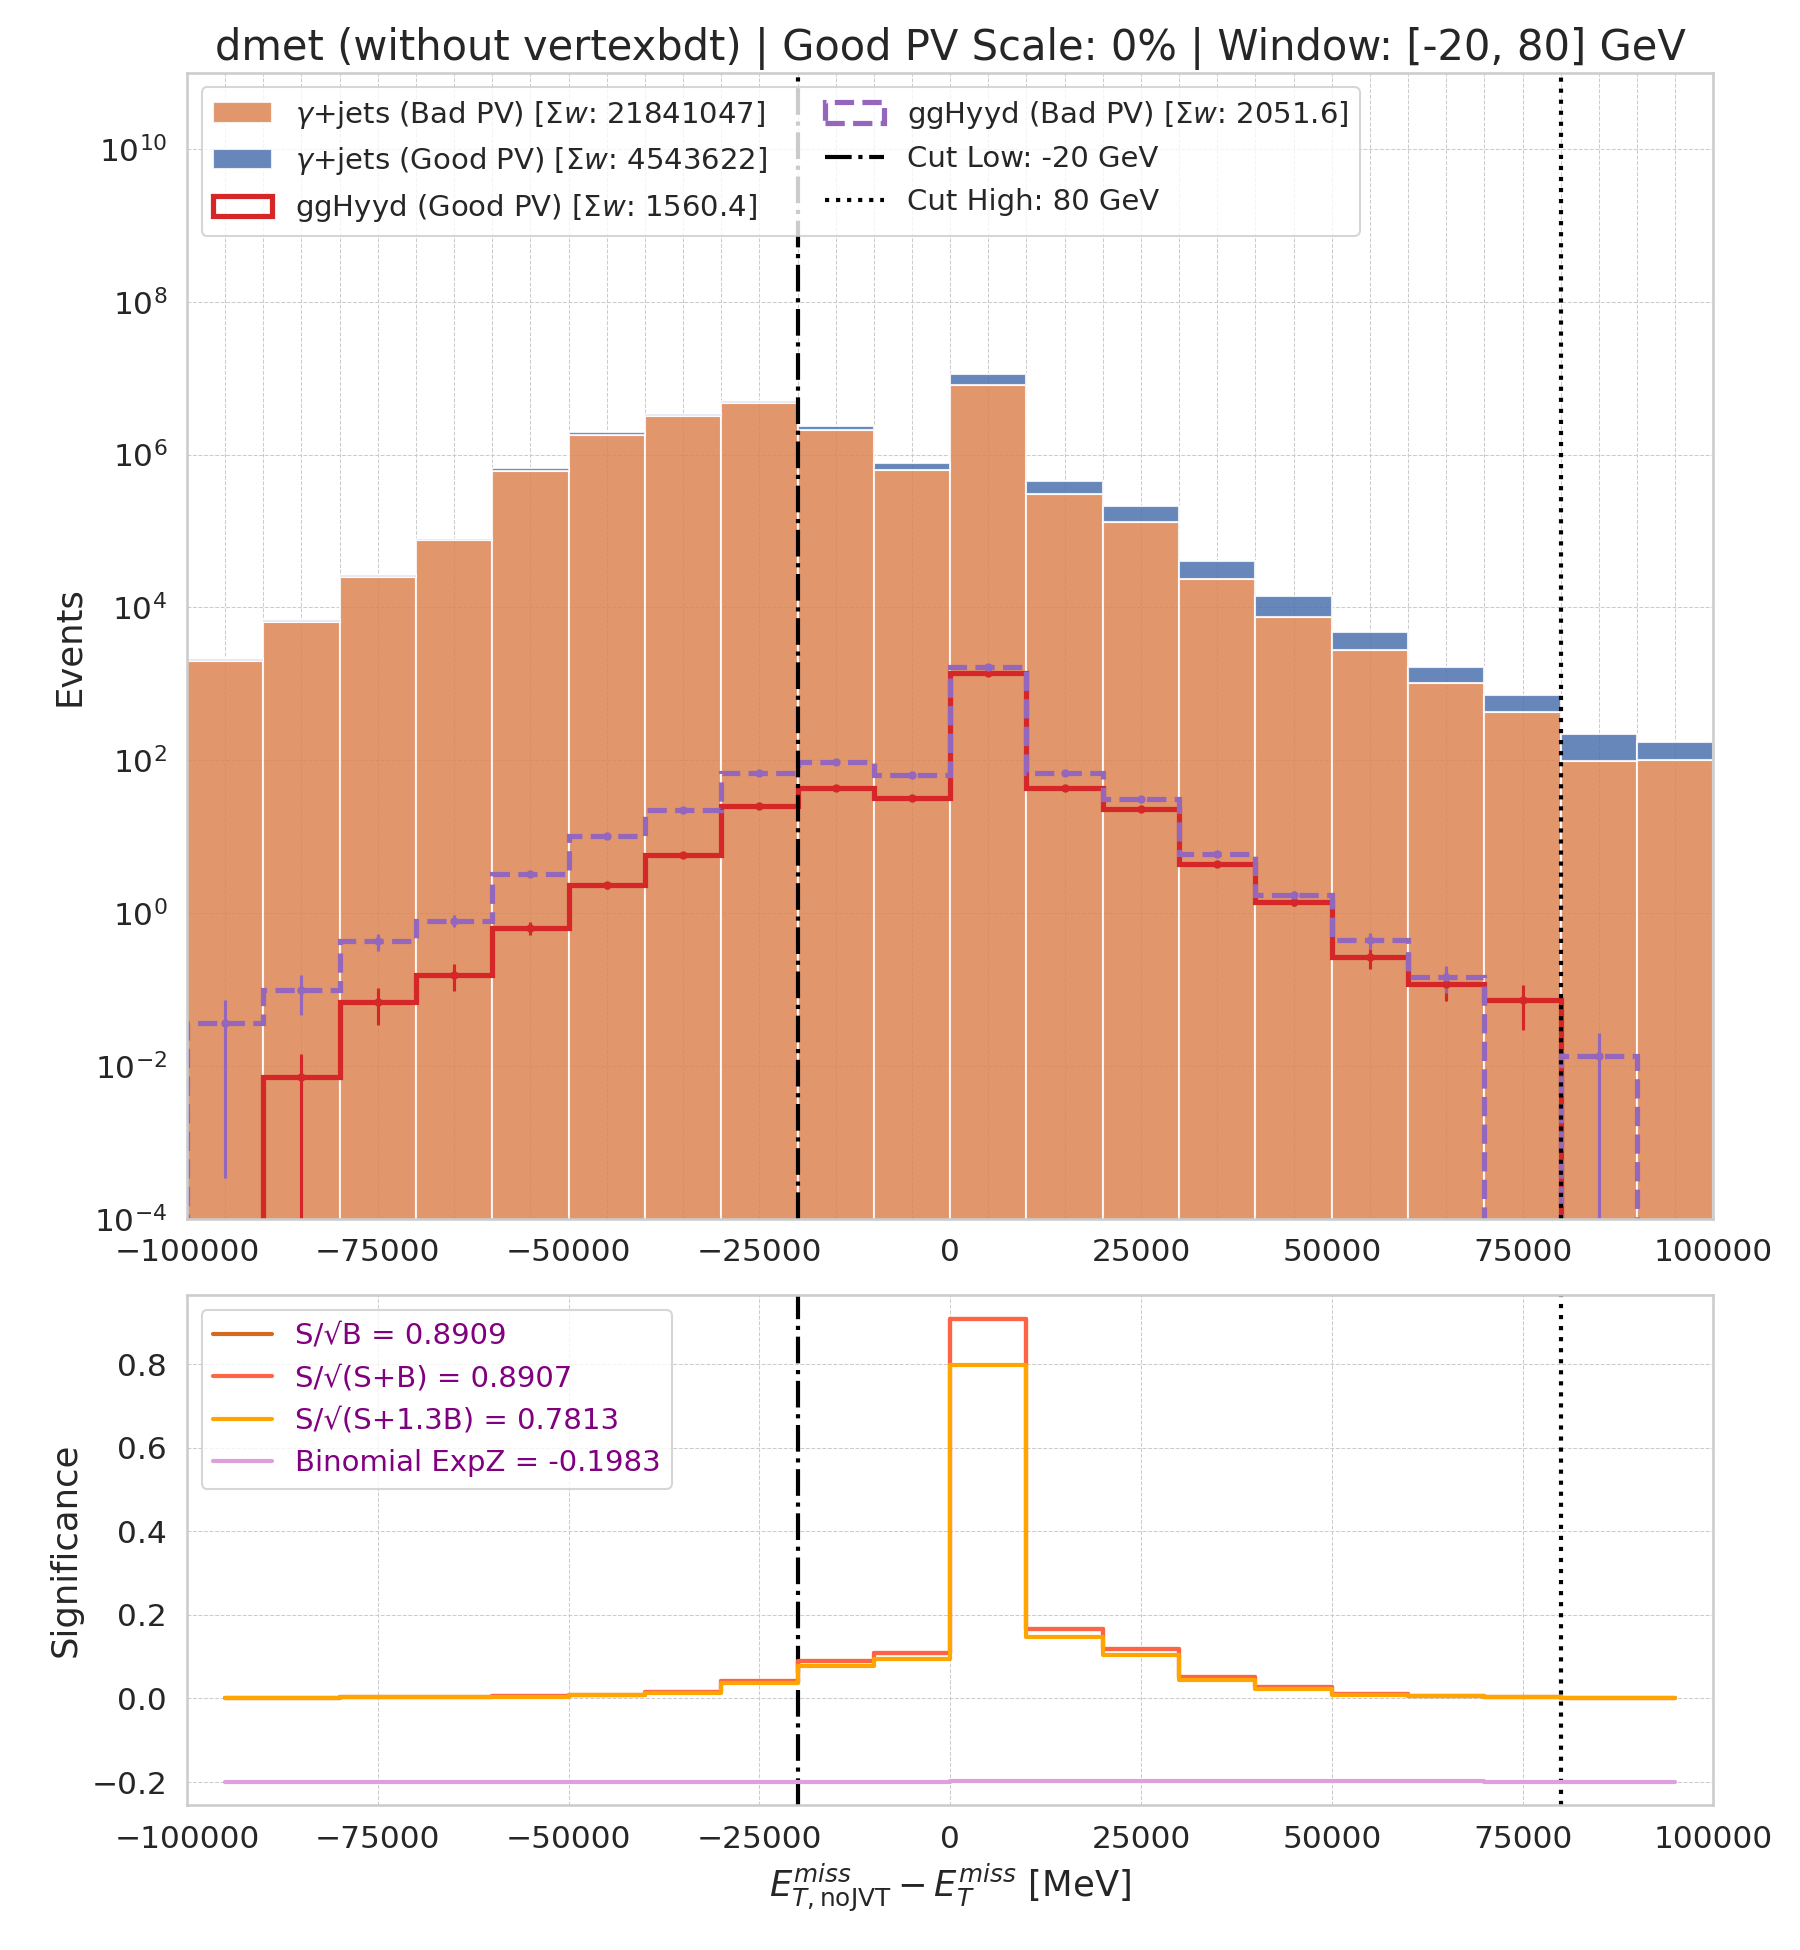 dmet (without vertexbdt) | Good PV Scale: 0% | Window: [-20, 80] GeV
γ+jets (Bad PV) [Σw: 21841047]
γ+jets (Good PV) [Σw: 4543622]
ggHyyd (Good PV) [Σw: 1560.4]
ggHyyd (Bad PV) [Σw: 2051.6]
Cut Low: -20 GeV
Cut High: 80 GeV
Events
10^10
10^8
10^6
10^4
10^2
10^0
10^−2
10^−4
−100000 −75000 −50000 −25000 0 25000 50000 75000 100000
S/√B = 0.8909
S/√(S+B) = 0.8907
S/√(S+1.3B) = 0.7813
Binomial ExpZ = -0.1983
Significance
0.8
0.6
0.4
0.2
0.0
−0.2
−100000 −75000 −50000 −25000 0 25000 50000 75000 100000
E_{T, noJVT}^{miss} − E_T^{miss} [MeV]